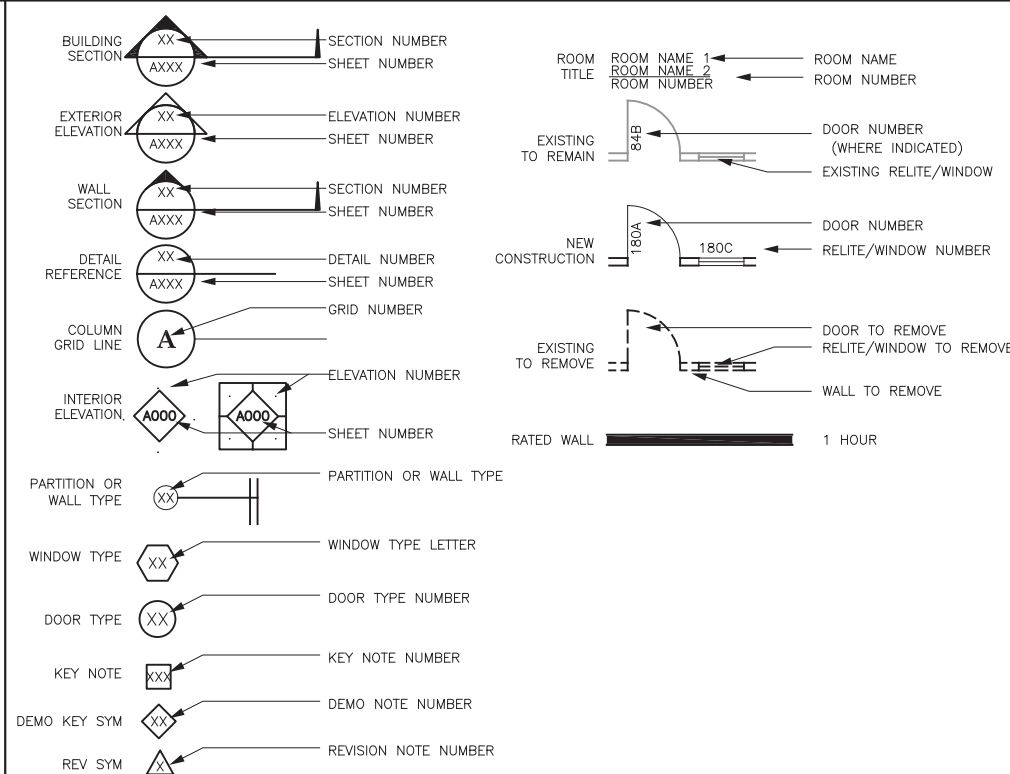 BUILDING
SECTION
XX
AXXX
SECTION NUMBER
SHEET NUMBER
EXTERIOR
ELEVATION
XX
AXXX
ELEVATION NUMBER
SHEET NUMBER
WALL
SECTION
XX
AXXX
SECTION NUMBER
SHEET NUMBER
DETAIL
REFERENCE
XX
AXXX
DETAIL NUMBER
SHEET NUMBER
COLUMN
GRID LINE
A
GRID NUMBER
INTERIOR
ELEVATION
A000
A000
ELEVATION NUMBER
SHEET NUMBER
PARTITION OR
WALL TYPE
XX
PARTITION OR WALL TYPE
WINDOW TYPE
XX
WINDOW TYPE LETTER
DOOR TYPE
XX
DOOR TYPE NUMBER
KEY NOTE
XXX
KEY NOTE NUMBER
DEMO KEY SYM
XX
DEMO NOTE NUMBER
REV SYM
X
REVISION NOTE NUMBER
ROOM
TITLE
ROOM NAME 1
ROOM NAME 2
ROOM NUMBER
ROOM NAME
ROOM NUMBER
EXISTING
TO REMAIN
84B
DOOR NUMBER
(WHERE INDICATED)
EXISTING RELITE/WINDOW
NEW
CONSTRUCTION
180A
180C
DOOR NUMBER
RELITE/WINDOW NUMBER
EXISTING
TO REMOVE
DOOR TO REMOVE
RELITE/WINDOW TO REMOVE
WALL TO REMOVE
RATED WALL
1 HOUR